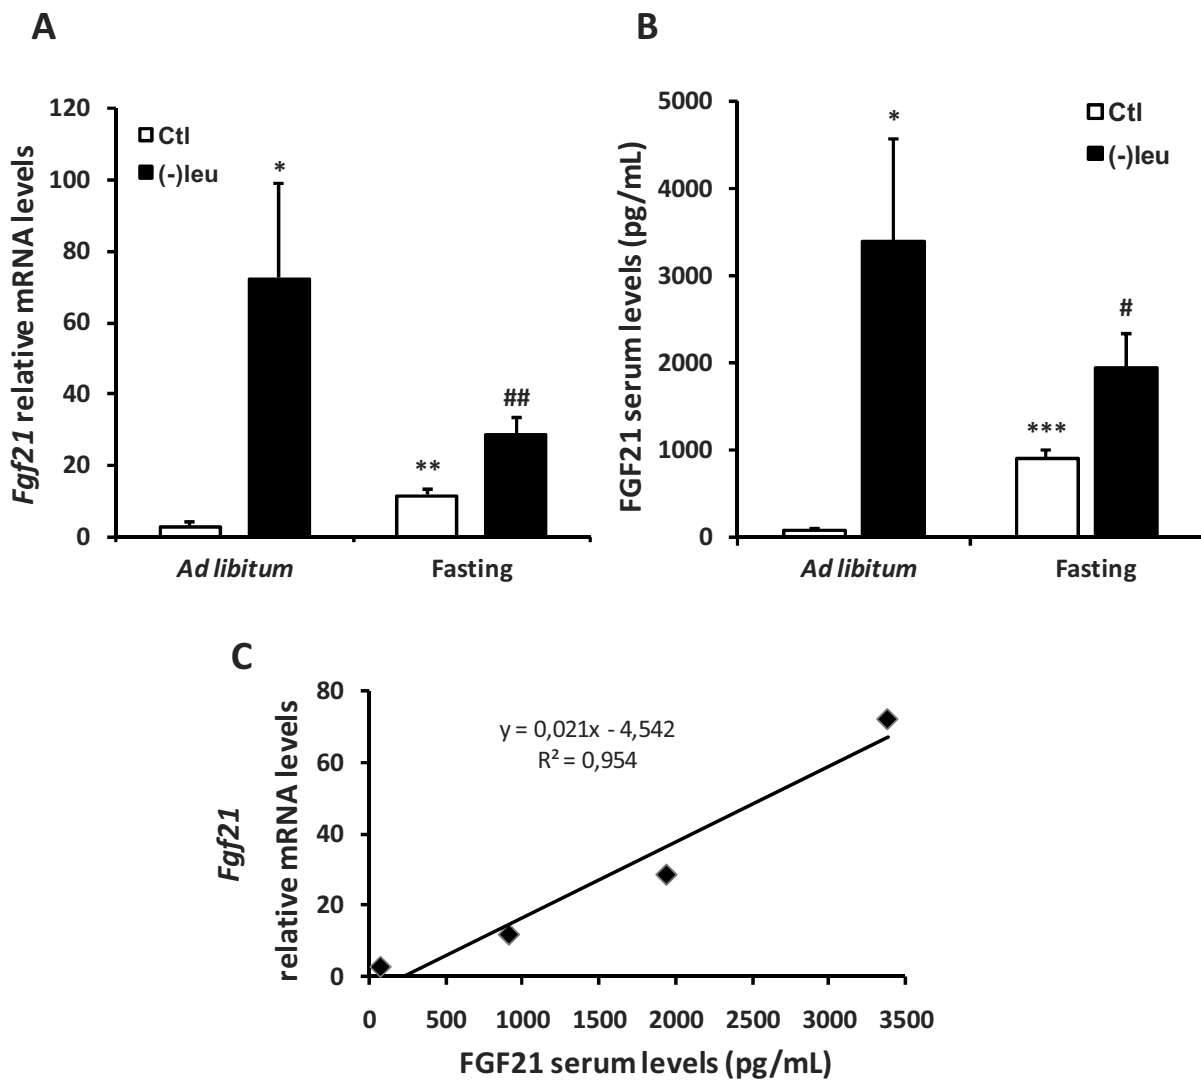 A
Fgf21 relative mRNA levels
120
100
80
60
40
20
0
Ctl
(-)leu
*
**
##
Ad libitum
Fasting
B
FGF21 serum levels (pg/mL)
5000
4000
3000
2000
1000
0
Ctl
(-)leu
*
***
#
Ad libitum
Fasting
C
Fgf21
relative mRNA levels
80
60
40
20
0
y = 0,021x - 4,542
R² = 0,954
0 500 1000 1500 2000 2500 3000 3500
FGF21 serum levels (pg/mL)